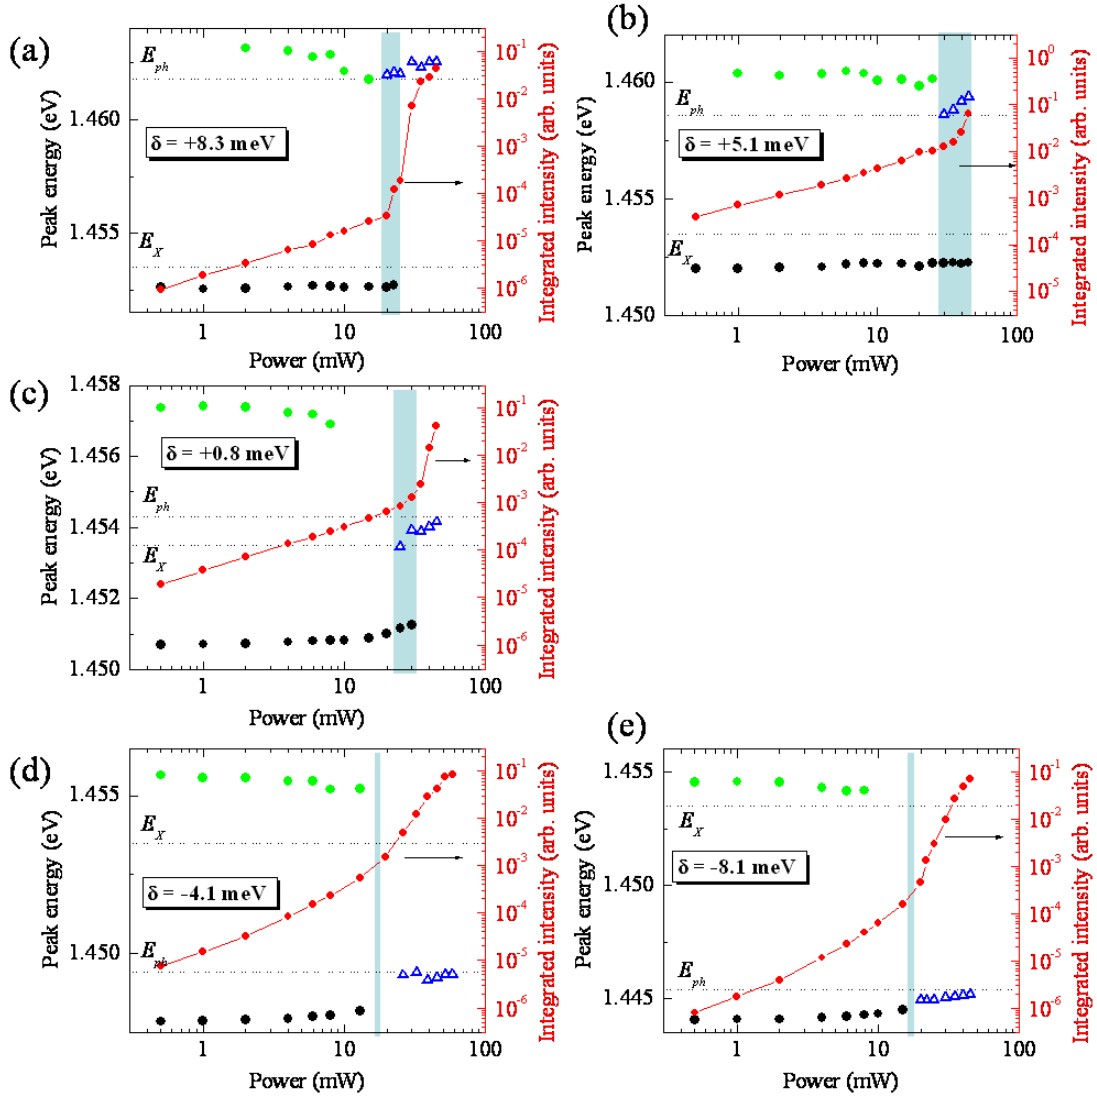 (a)
E_ph
1.460
1.455
E_X
δ = +8.3 meV
Peak energy (eV)
10^-1
10^-2
10^-3
10^-4
10^-5
10^-6
Integrated intensity (arb. units)
1 10 100
Power (mW)
(b)
1.460
1.455
1.450
E_ph
E_X
δ = +5.1 meV
Peak energy (eV)
10^0
10^-1
10^-2
10^-3
10^-4
10^-5
Integrated intensity (arb. units)
1 10 100
Power (mW)
(c)
1.458
1.456
1.454
1.452
1.450
δ = +0.8 meV
E_ph
E_X
Peak energy (eV)
10^-1
10^-2
10^-3
10^-4
10^-5
10^-6
Integrated intensity (arb. units)
1 10 100
Power (mW)
(d)
1.455
1.450
E_X
δ = -4.1 meV
E_ph
Peak energy (eV)
10^-1
10^-2
10^-3
10^-4
10^-5
10^-6
Integrated intensity (arb. units)
1 10 100
Power (mW)
(e)
1.455
1.450
1.445
E_X
δ = -8.1 meV
E_ph
Peak energy (eV)
10^-1
10^-2
10^-3
10^-4
10^-5
10^-6
Integrated intensity (arb. units)
1 10 100
Power (mW)